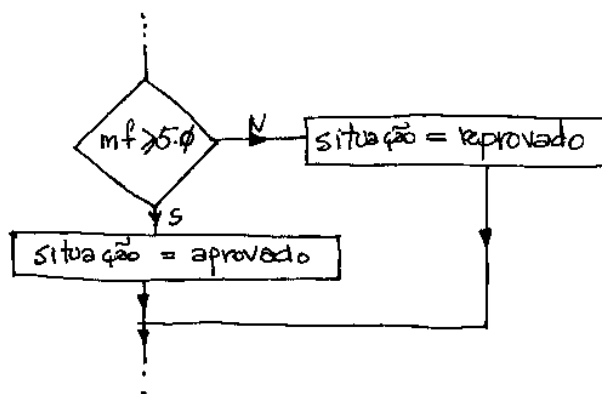 mf ≥ 5.0
N
situação = reprovado
S
situação = aprovado